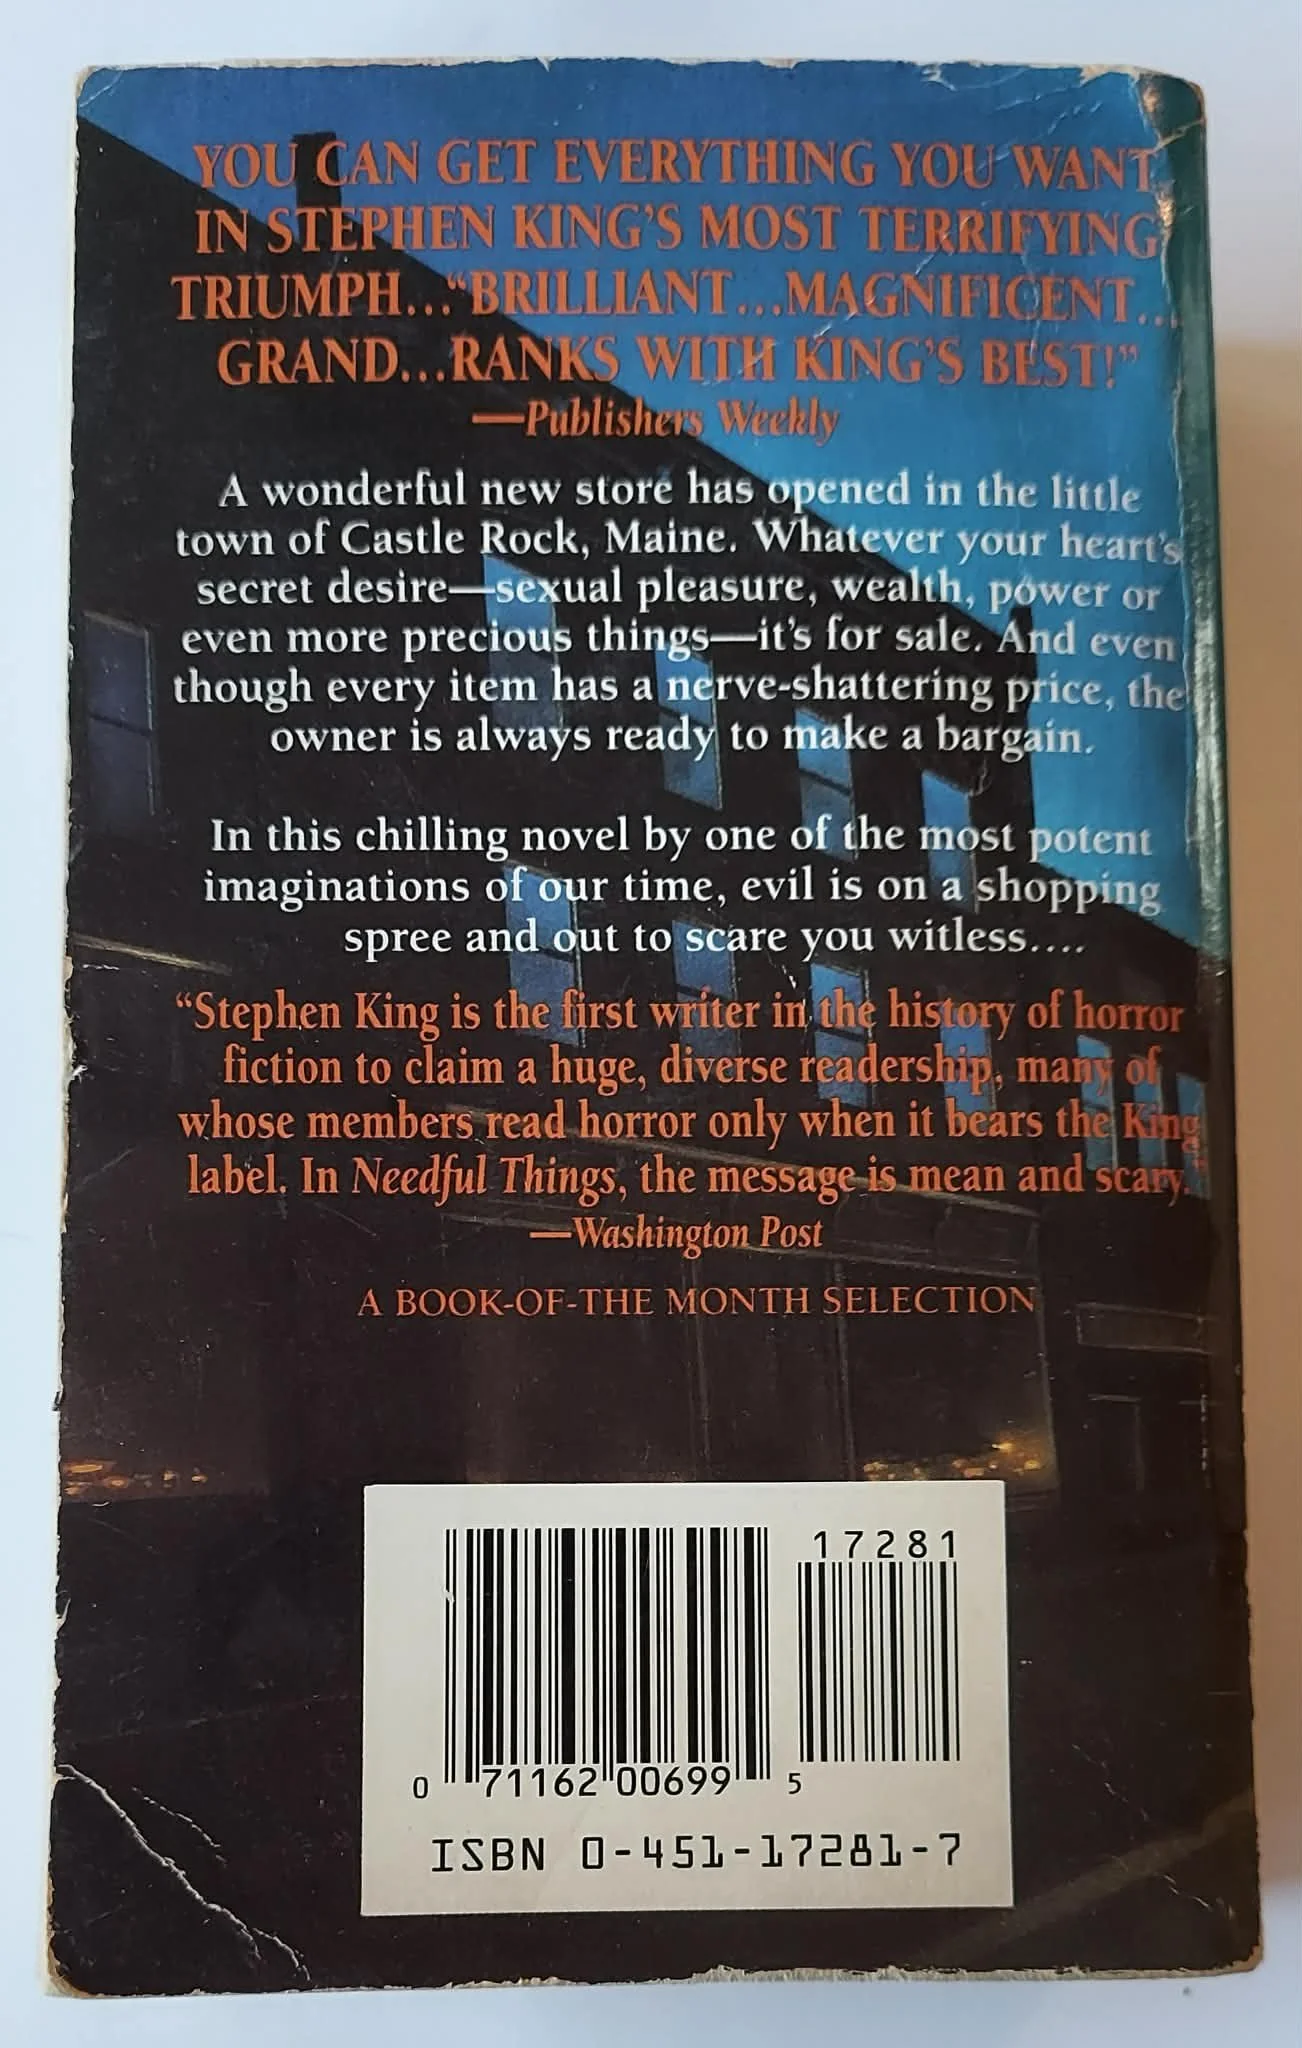 YOU CAN GET EVERYTHING YOU WANT
IN STEPHEN KING'S MOST TERRIFYING
TRIUMPH..."BRILLIANT...MAGNIFICENT...
GRAND...RANKS WITH KING'S BEST!"
—Publishers Weekly
A wonderful new store has opened in the little
town of Castle Rock, Maine. Whatever your heart's
secret desire—sexual pleasure, wealth, power or
even more precious things—it's for sale. And even
though every item has a nerve-shattering price, the
owner is always ready to make a bargain.
In this chilling novel by one of the most potent
imaginations of our time, evil is on a shopping
spree and out to scare you witless....
"Stephen King is the first writer in the history of horror
fiction to claim a huge, diverse readership, many of
whose members read horror only when it bears the King
label. In Needful Things, the message is mean and scary."
—Washington Post
A BOOK-OF-THE MONTH SELECTION
17281
0 71162 00699 5
ISBN 0-451-17281-7